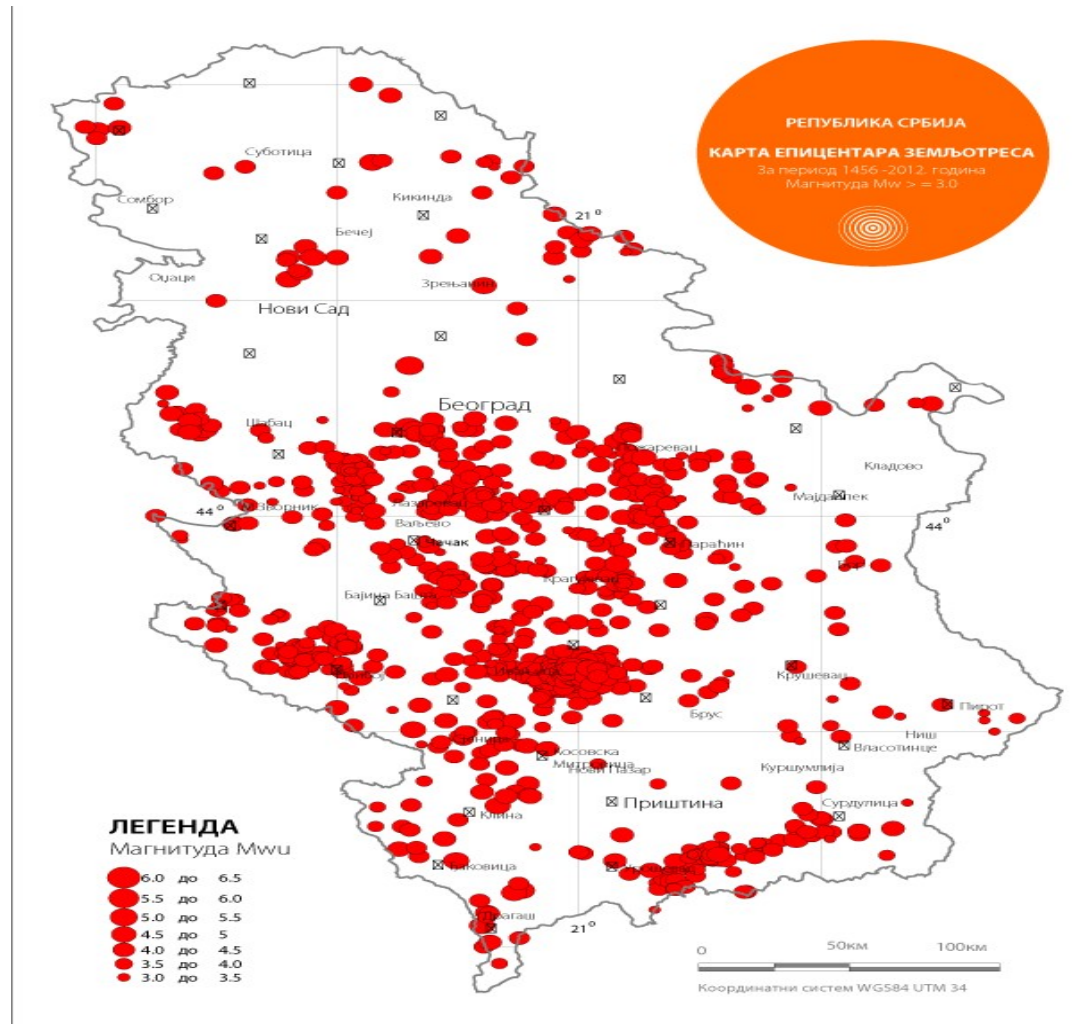 РЕПУБЛИКА СРБИЈА
КАРТА ЕПИЦЕНТАРА ЗЕМЉОТРЕСА
За период 1456 -2012. година
Магнитуда Mw > = 3.0
Суботица
Сомбор
Кикинда
21 º
Бечеј
Оџаци
Зрењанин
Нови Сад
Београд
Шабац
Кладово
Мајданпек
44 º
Зворник
44 º
Ваљево
Чачак
Параћин
Бајина Башта
Крушевац
Брус
Пирот
Ниш
Власотинце
Косовска
Митровица
Нови Пазар
Куршумлија
Приштина
Сурдулица
Клина
21 º
ЛЕГЕНДА
Магнитуда Mwu
6.0 до 6.5
5.5 до 6.0
5.0 до 5.5
4.5 до 5
4.0 до 4.5
3.5 до 4.0
3.0 до 3.5
0 50км 100км
Координатни систем WGS84 UTM 34